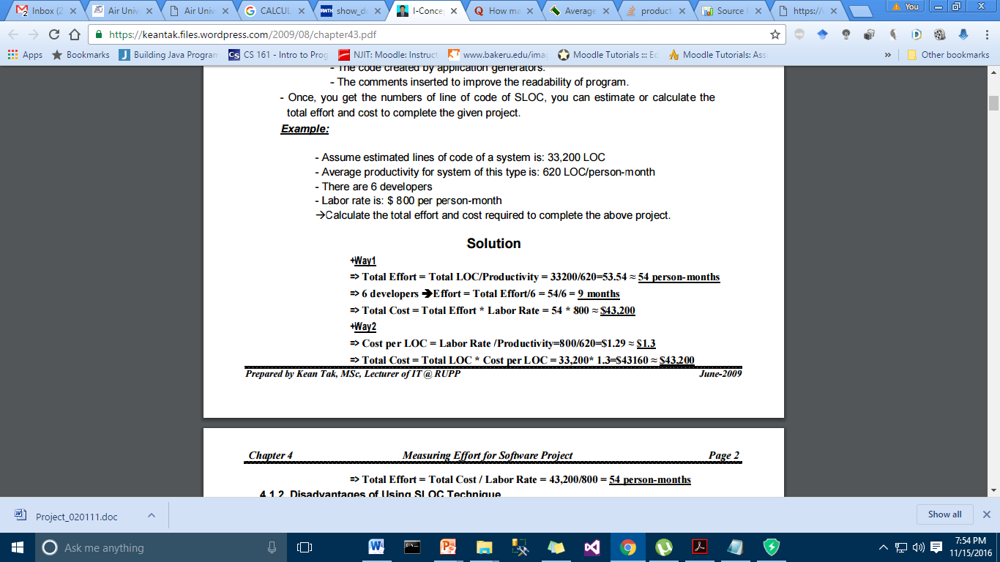 Inbox (2
Air Univ
Air Univ
CALCUL
show_d
I-Conce
How ma
Average
product
Source
https://
You
https://keantak.files.wordpress.com/2009/08/chapter43.pdf
Apps
Bookmarks
Building Java Program
CS 161 - Intro to Prog
NJIT: Moodle: Instruct
www.bakeru.edu/ima
Moodle Tutorials ::: Ec
Moodle Tutorials: Ass
»
Other bookmarks
- The code created by application generators.
- The comments inserted to improve the readability of program.
- Once, you get the numbers of line of code of SLOC, you can estimate or calculate the
total effort and cost to complete the given project.
Example:
- Assume estimated lines of code of a system is: 33,200 LOC
- Average productivity for system of this type is: 620 LOC/person-month
- There are 6 developers
- Labor rate is: $ 800 per person-month
→Calculate the total effort and cost required to complete the above project.
Solution
+Way1
=> Total Effort = Total LOC/Productivity = 33200/620=53.54 ≈ 54 person-months
=> 6 developers ➔Effort = Total Effort/6 = 54/6 = 9 months
=> Total Cost = Total Effort * Labor Rate = 54 * 800 ≈ $43,200
+Way2
=> Cost per LOC = Labor Rate /Productivity=800/620=$1.29 ≈ $1.3
=> Total Cost = Total LOC * Cost per LOC = 33,200* 1.3=$43160 ≈ $43,200
Prepared by Kean Tak, MSc, Lecturer of IT @ RUPP June-2009
Chapter 4 Measuring Effort for Software Project Page 2
=> Total Effort = Total Cost / Labor Rate = 43,200/800 = 54 person-months
4.1.2. Disadvantages of Using SLOC Technique
Project_020111.doc
Show all
Ask me anything
7:54 PM
11/15/2016